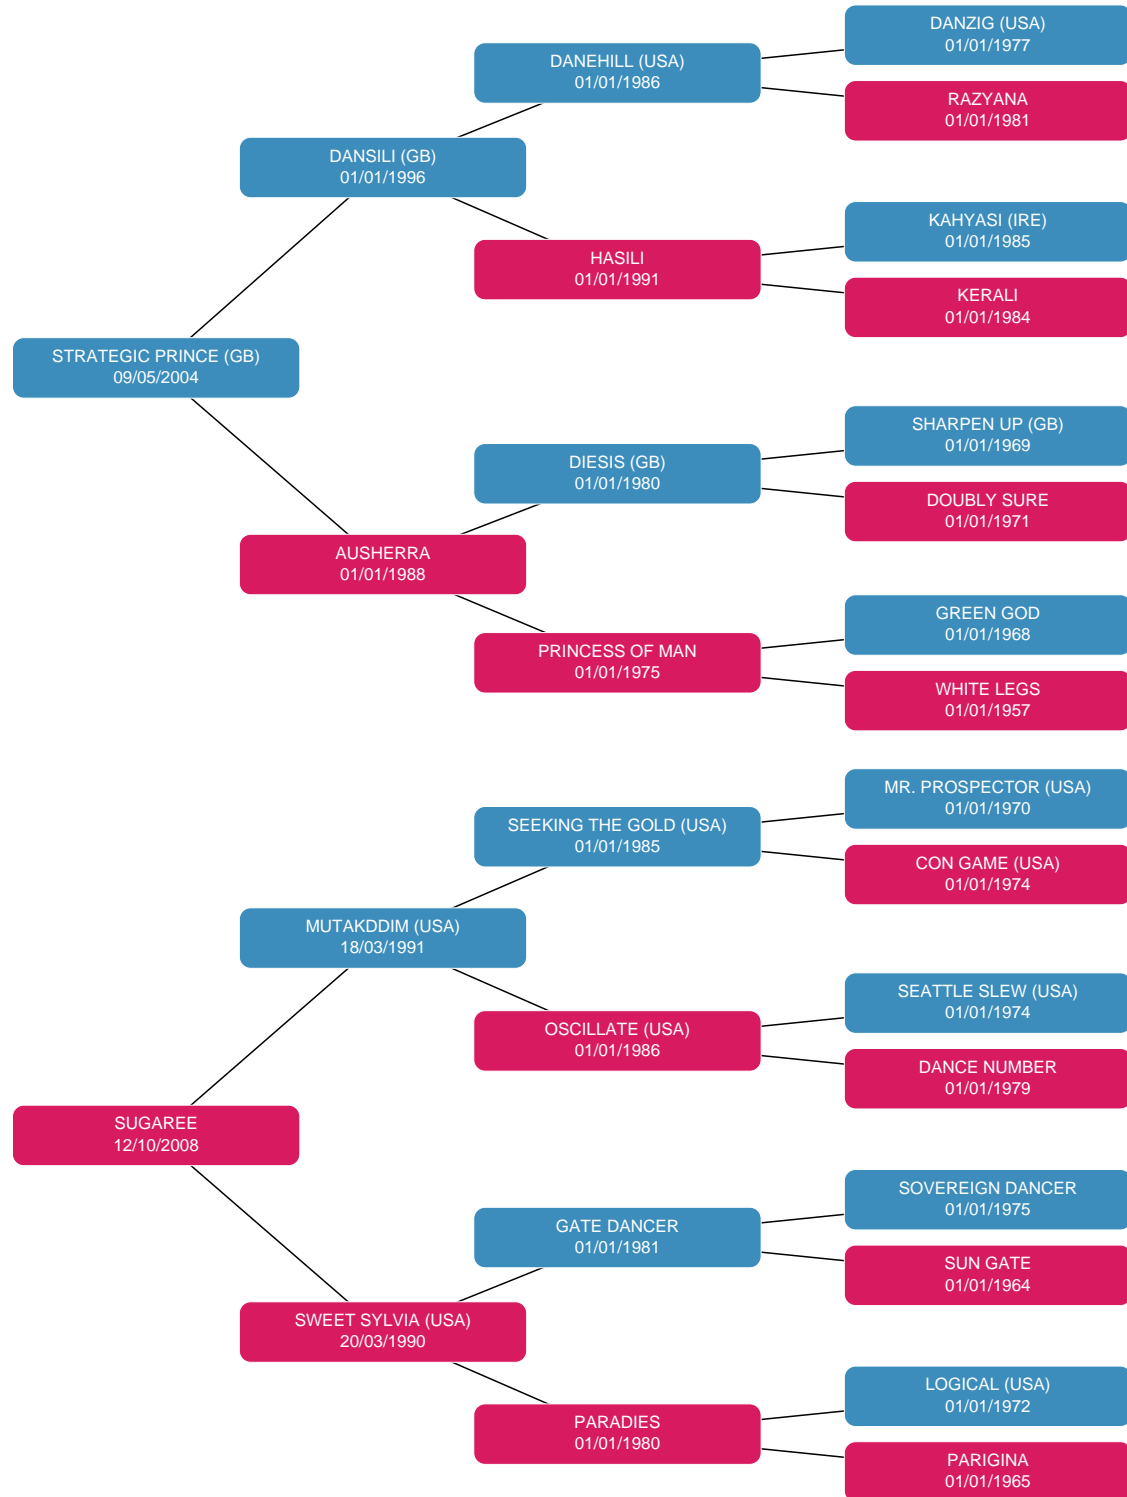 DANZIG (USA)
01/01/1977
DANEHILL (USA)
01/01/1986
RAZYANA
01/01/1981
DANSILI (GB)
01/01/1996
KAHYASI (IRE)
01/01/1985
HASILI
01/01/1991
KERALI
01/01/1984
STRATEGIC PRINCE (GB)
09/05/2004
SHARPEN UP (GB)
01/01/1969
DIESIS (GB)
01/01/1980
DOUBLY SURE
01/01/1971
AUSHERRA
01/01/1988
GREEN GOD
01/01/1968
PRINCESS OF MAN
01/01/1975
WHITE LEGS
01/01/1957
MR. PROSPECTOR (USA)
01/01/1970
SEEKING THE GOLD (USA)
01/01/1985
CON GAME (USA)
01/01/1974
MUTAKDDIM (USA)
18/03/1991
SEATTLE SLEW (USA)
01/01/1974
OSCILLATE (USA)
01/01/1986
DANCE NUMBER
01/01/1979
SUGAREE
12/10/2008
SOVEREIGN DANCER
01/01/1975
GATE DANCER
01/01/1981
SUN GATE
01/01/1964
SWEET SYLVIA (USA)
20/03/1990
LOGICAL (USA)
01/01/1972
PARADIES
01/01/1980
PARIGINA
01/01/1965